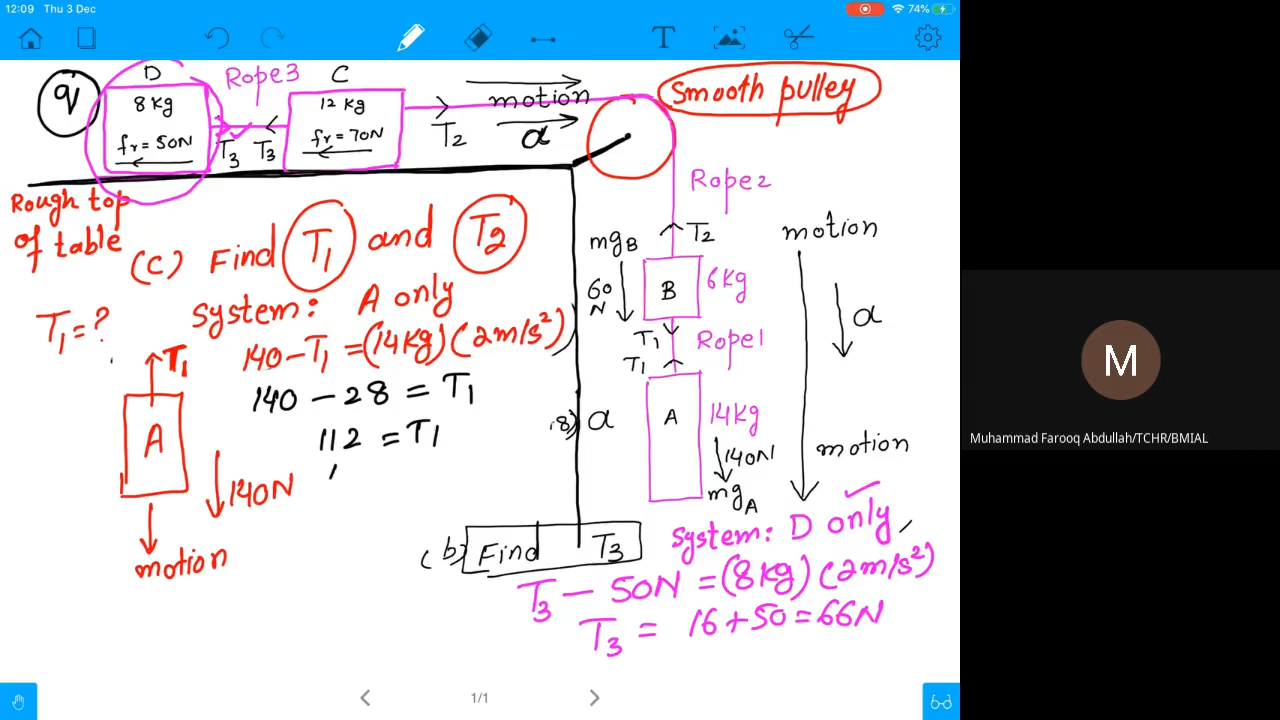 12:09 Thu 3 Dec
74%
T
q
D
8 Kg
fr = 50N
Rope3
T3 T3
C
12 Kg
fr = 70N
T2
motion
a
Smooth pulley
Rope2
Rough top
of table
(C) Find T1 and T2
System: A only
T1 = ?
140 - T1 = (14Kg) (2m/s²)
140 - 28 = T1
112 = T1
T1
A
140N
motion
mgB
60
N
T2
B
6Kg
T1
T1
Rope1
a
A
14Kg
140N
mgA
motion
a
motion
(b) Find T3
System: D only
T3 - 50N = (8Kg) (2m/s²)
T3 = 16 + 50 = 66N
1/1
M
Muhammad Farooq Abdullah/TCHR/BMIAL